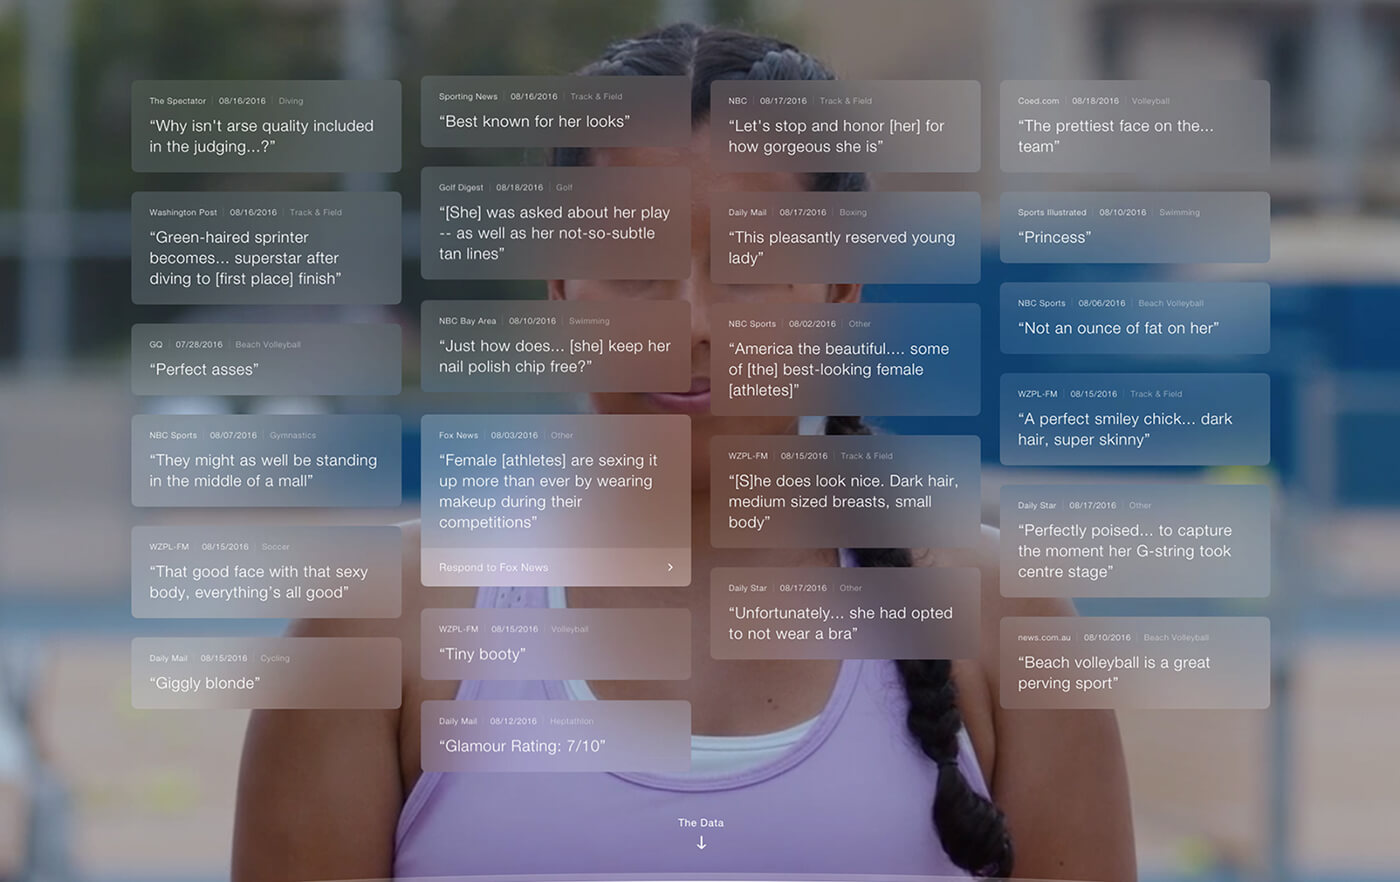 The Spectator | 08/16/2016 | Diving
“Why isn't arse quality included
in the judging...?”
Washington Post | 08/16/2016 | Track & Field
“Green-haired sprinter
becomes... superstar after
diving to [first place] finish”
GQ | 07/28/2016 | Beach Volleyball
“Perfect asses”
NBC Sports | 08/07/2016 | Gymnastics
“They might as well be standing
in the middle of a mall”
WZPL-FM | 08/15/2016 | Soccer
“That good face with that sexy
body, everything’s all good”
Daily Mail | 08/15/2016 | Cycling
“Giggly blonde”
Sporting News | 08/16/2016 | Track & Field
“Best known for her looks”
Golf Digest | 08/18/2016 | Golf
“[She] was asked about her play
-- as well as her not-so-subtle
tan lines”
NBC Bay Area | 08/10/2016 | Swimming
“Just how does... [she] keep her
nail polish chip free?”
Fox News | 08/03/2016 | Other
“Female [athletes] are sexing it
up more than ever by wearing
makeup during their
competitions”
Respond to Fox News >
WZPL-FM | 08/15/2016 | Volleyball
“Tiny booty”
Daily Mail | 08/12/2016 | Heptathlon
“Glamour Rating: 7/10”
NBC | 08/17/2016 | Track & Field
“Let's stop and honor [her] for
how gorgeous she is”
Daily Mail | 08/17/2016 | Boxing
“This pleasantly reserved young
lady”
NBC Sports | 08/02/2016 | Other
“America the beautiful.... some
of [the] best-looking female
[athletes]”
WZPL-FM | 08/15/2016 | Track & Field
“[S]he does look nice. Dark hair,
medium sized breasts, small
body”
Daily Star | 08/17/2016 | Other
“Unfortunately... she had opted
to not wear a bra”
Coed.com | 08/18/2016 | Volleyball
“The prettiest face on the...
team”
Sports Illustrated | 08/10/2016 | Swimming
“Princess”
NBC Sports | 08/06/2016 | Beach Volleyball
“Not an ounce of fat on her”
WZPL-FM | 08/15/2016 | Track & Field
“A perfect smiley chick... dark
hair, super skinny”
Daily Star | 08/17/2016 | Other
“Perfectly poised... to capture
the moment her G-string took
centre stage”
news.com.au | 08/10/2016 | Beach Volleyball
“Beach volleyball is a great
perving sport”
The Data
↓